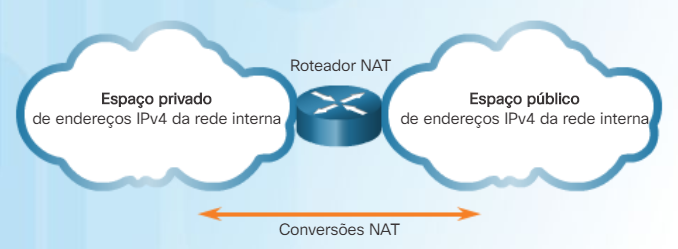 Roteador NAT
Espaço privado
de endereços IPv4 da rede interna
Espaço público
de endereços IPv4 da rede interna
Conversões NAT